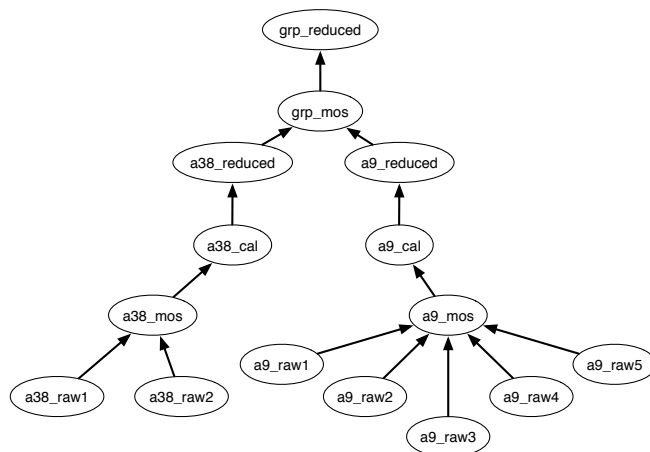 grp_reduced
grp_mos
a38_reduced
a9_reduced
a38_cal
a9_cal
a38_mos
a9_mos
a9_raw1
a9_raw5
a38_raw1
a38_raw2
a9_raw2
a9_raw4
a9_raw3